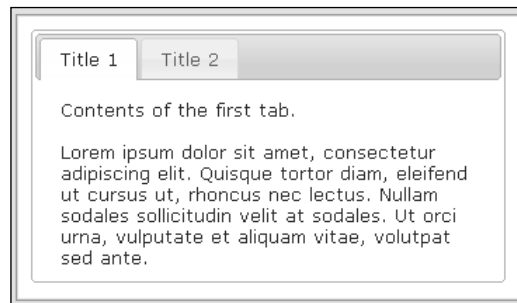 Title 1 Title 2
Contents of the first tab.
Lorem ipsum dolor sit amet, consectetur
adipiscing elit. Quisque tortor diam, eleifend
ut cursus ut, rhoncus nec lectus. Nullam
sodales sollicitudin velit at sodales. Ut orci
urna, vulputate et aliquam vitae, volutpat
sed ante.